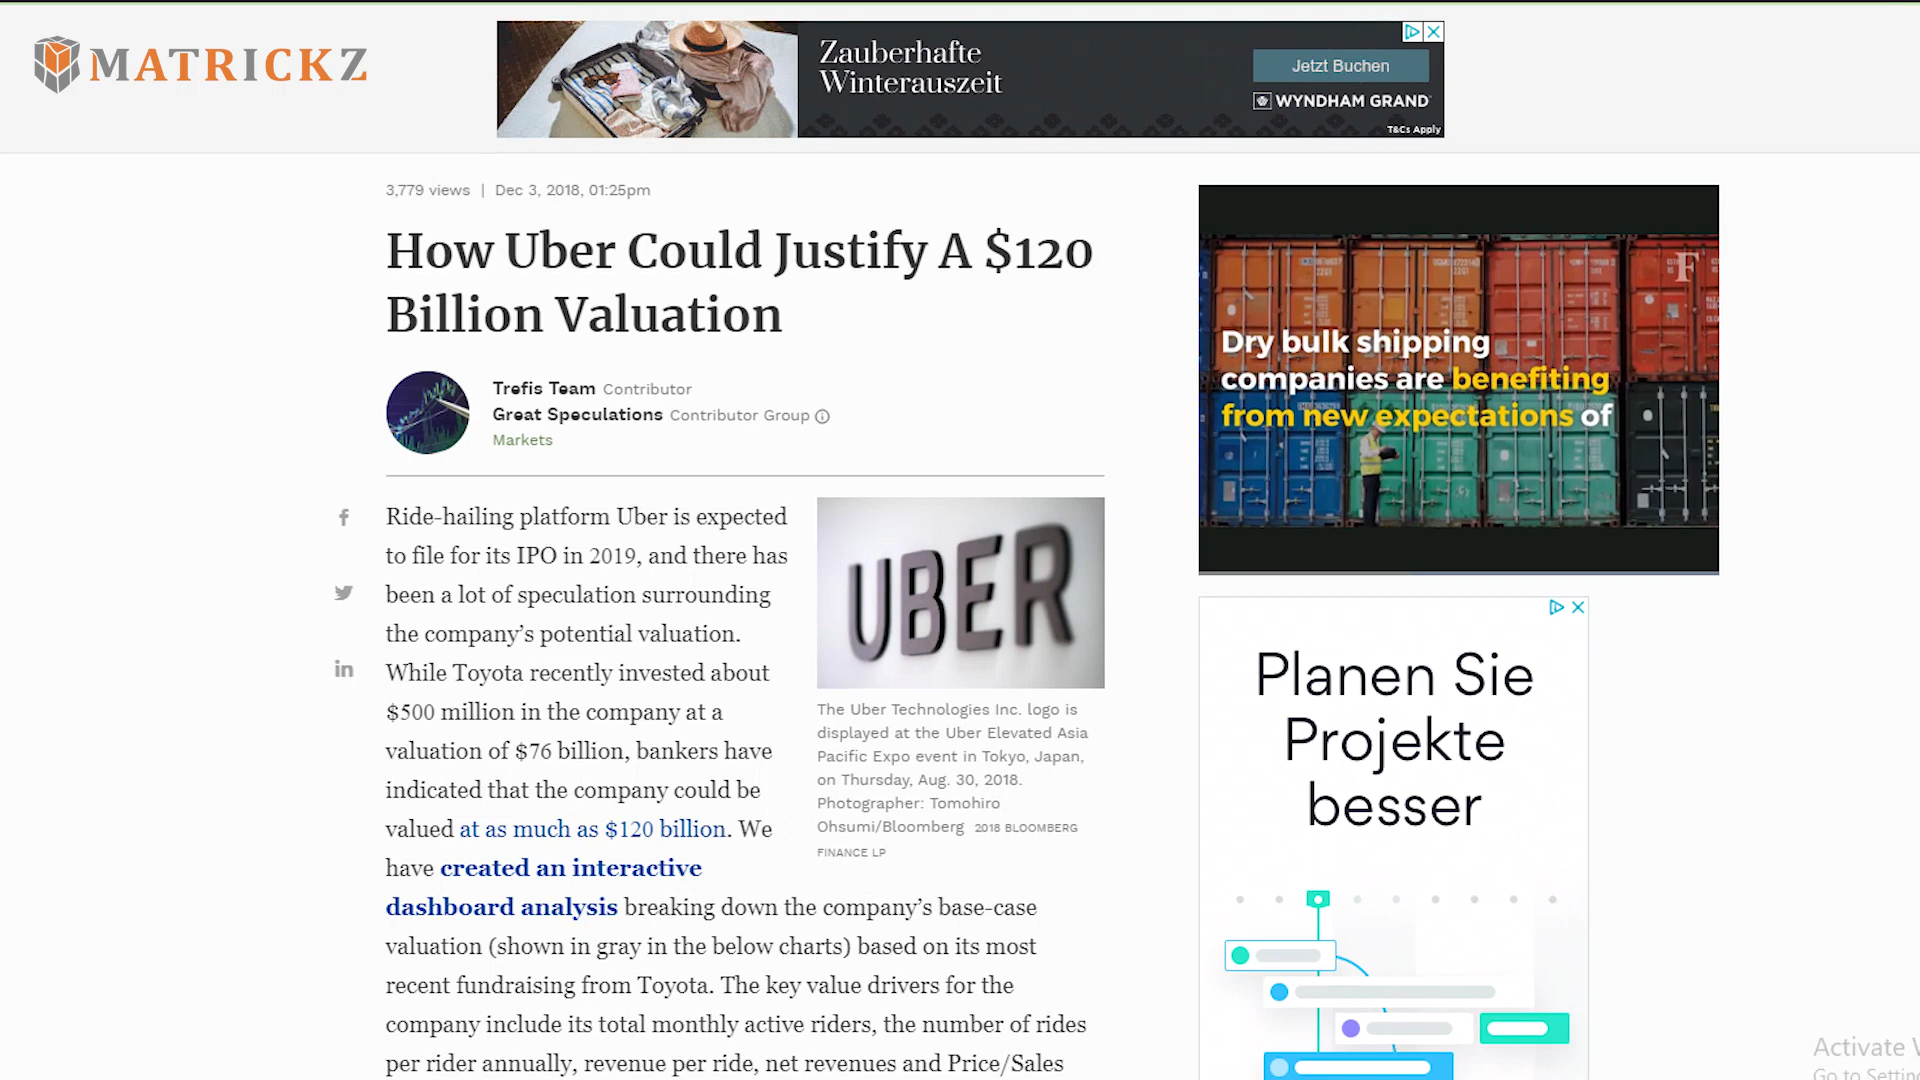 MATRICKZ
Zauberhafte
Winterauszeit
Jetzt Buchen
WYNDHAM GRAND
T&Cs Apply
3,779 views | Dec 3, 2018, 01:25pm
How Uber Could Justify A $120
Billion Valuation
Trefis Team Contributor
Great Speculations Contributor Group
Markets
Ride-hailing platform Uber is expected
to file for its IPO in 2019, and there has
been a lot of speculation surrounding
the company's potential valuation.
While Toyota recently invested about
$500 million in the company at a
valuation of $76 billion, bankers have
indicated that the company could be
valued at as much as $120 billion. We
have created an interactive
dashboard analysis breaking down the company's base-case
valuation (shown in gray in the below charts) based on its most
recent fundraising from Toyota. The key value drivers for the
company include its total monthly active riders, the number of rides
per rider annually, revenue per ride, net revenues and Price/Sales
UBER
The Uber Technologies Inc. logo is
displayed at the Uber Elevated Asia
Pacific Expo event in Tokyo, Japan,
on Thursday, Aug. 30, 2018.
Photographer: Tomohiro
Ohsumi/Bloomberg 2018 BLOOMBERG
FINANCE LP
F
Dry bulk shipping
companies are benefiting
from new expectations of
Planen Sie
Projekte
besser
Activate
Go to